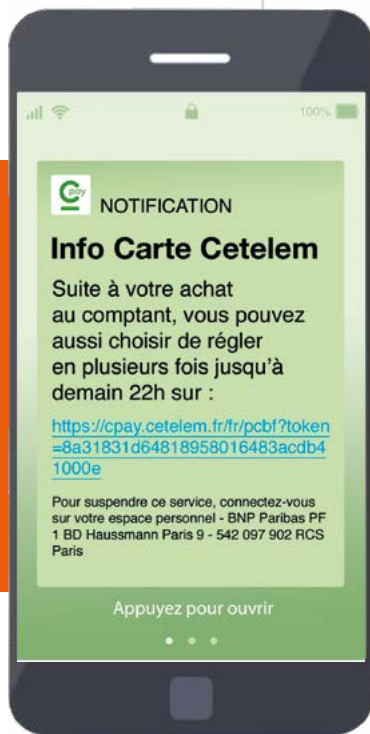 100%
Cpay
NOTIFICATION
Info Carte Cetelem
Suite à votre achat
au comptant, vous pouvez
aussi choisir de régler
en plusieurs fois jusqu'à
demain 22h sur :
https://cpay.cetelem.fr/fr/pcbf?token
=8a31831d64818958016483acdb4
1000e
Pour suspendre ce service, connectez-vous
sur votre espace personnel - BNP Paribas PF
1 BD Haussmann Paris 9 - 542 097 902 RCS
Paris
Appuyez pour ouvrir